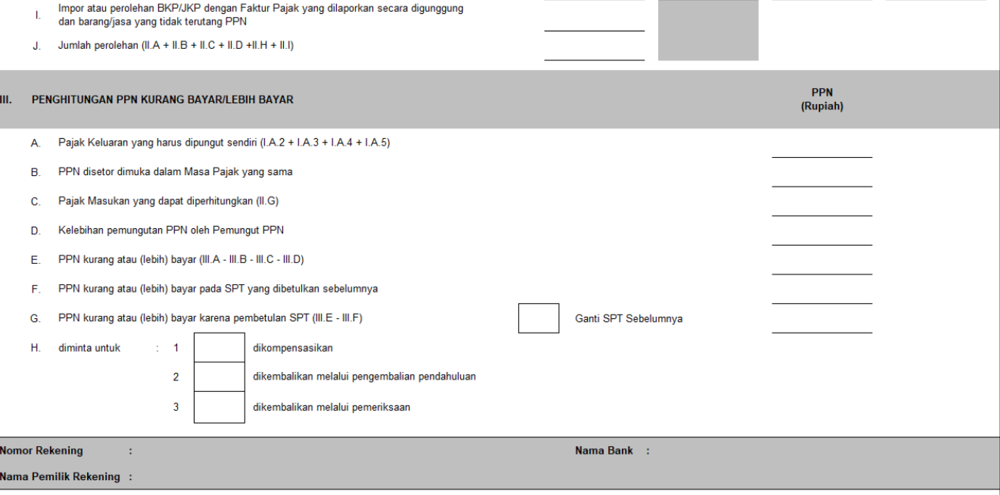 I. Impor atau perolehan BKP/JKP dengan Faktur Pajak yang dilaporkan secara digunggung
dan barang/jasa yang tidak terutang PPN
J. Jumlah perolehan (II.A + II.B + II.C + II.D +II.H + II.I)
III. PENGHITUNGAN PPN KURANG BAYAR/LEBIH BAYAR
PPN
(Rupiah)
A. Pajak Keluaran yang harus dipungut sendiri (I.A.2 + I.A.3 + I.A.4 + I.A.5)
B. PPN disetor dimuka dalam Masa Pajak yang sama
C. Pajak Masukan yang dapat diperhitungkan (II.G)
D. Kelebihan pemungutan PPN oleh Pemungut PPN
E. PPN kurang atau (lebih) bayar (III.A - III.B - III.C - III.D)
F. PPN kurang atau (lebih) bayar pada SPT yang dibetulkan sebelumnya
G. PPN kurang atau (lebih) bayar karena pembetulan SPT (III.E - III.F) Ganti SPT Sebelumnya
H. diminta untuk : 1 dikompensasikan
2 dikembalikan melalui pengembalian pendahuluan
3 dikembalikan melalui pemeriksaan
Nomor Rekening : Nama Bank :
Nama Pemilik Rekening :